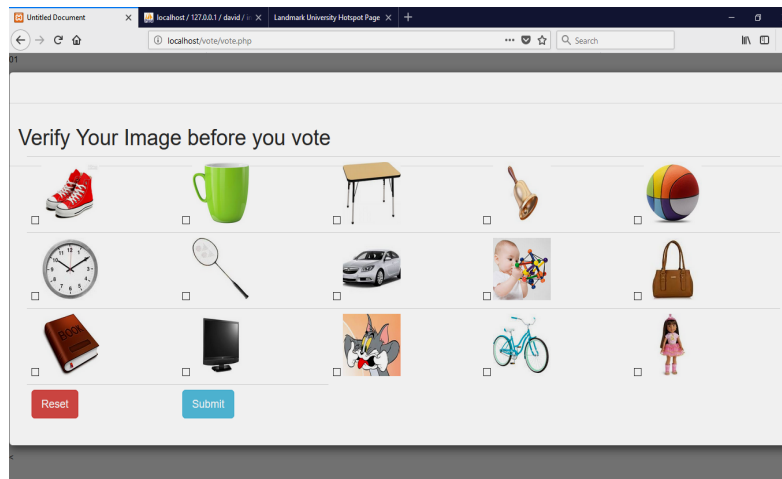 Untitled Document
localhost / 127.0.0.1 / david /
Landmark University Hotspot Page
localhost/vote/vote.php
Search
01
Verify Your Image before you vote
12
BOOK
Reset
Submit
<